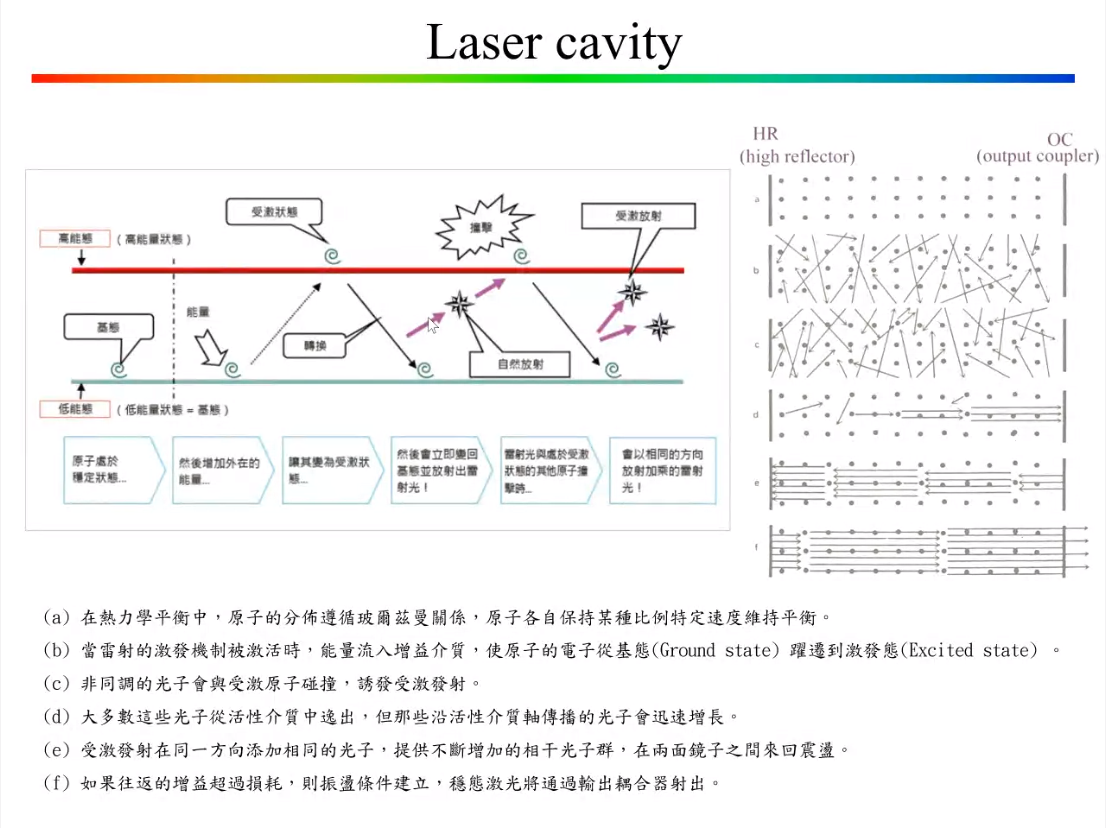 Laser cavity
HR
(high reflector)
OC
(output coupler)
受激狀態
撞擊
受激放射
高能態
(高能量狀態)
能量
基態
轉換
自然放射
低能態
(低能量狀態 = 基態)
原子處於
穩定狀態...
然後增加外在的
能量...
讓其變為受激狀
態...
然後會立即變回
基態並放射出雷
射光！
雷射光與處於受激
狀態的其他原子撞
擊時...
會以相同的方向
放射加乘的雷射
光！
a
b
c
d
e
f
(a) 在熱力學平衡中，原子的分佈遵循玻爾茲曼關係，原子各自保持某種比例特定速度維持平衡。
(b) 當雷射的激發機制被激活時，能量流入增益介質，使原子的電子從基態(Ground state) 躍遷到激發態(Excited state) 。
(c) 非同調的光子會與受激原子碰撞，誘發受激發射。
(d) 大多數這些光子從活性介質中逸出，但那些沿活性介質軸傳播的光子會迅速增長。
(e) 受激發射在同一方向添加相同的光子，提供不斷增加的相干光子群，在兩面鏡子之間來回震盪。
(f) 如果往返的增益超過損耗，則振盪條件建立，穩態激光將通過輸出耦合器射出。